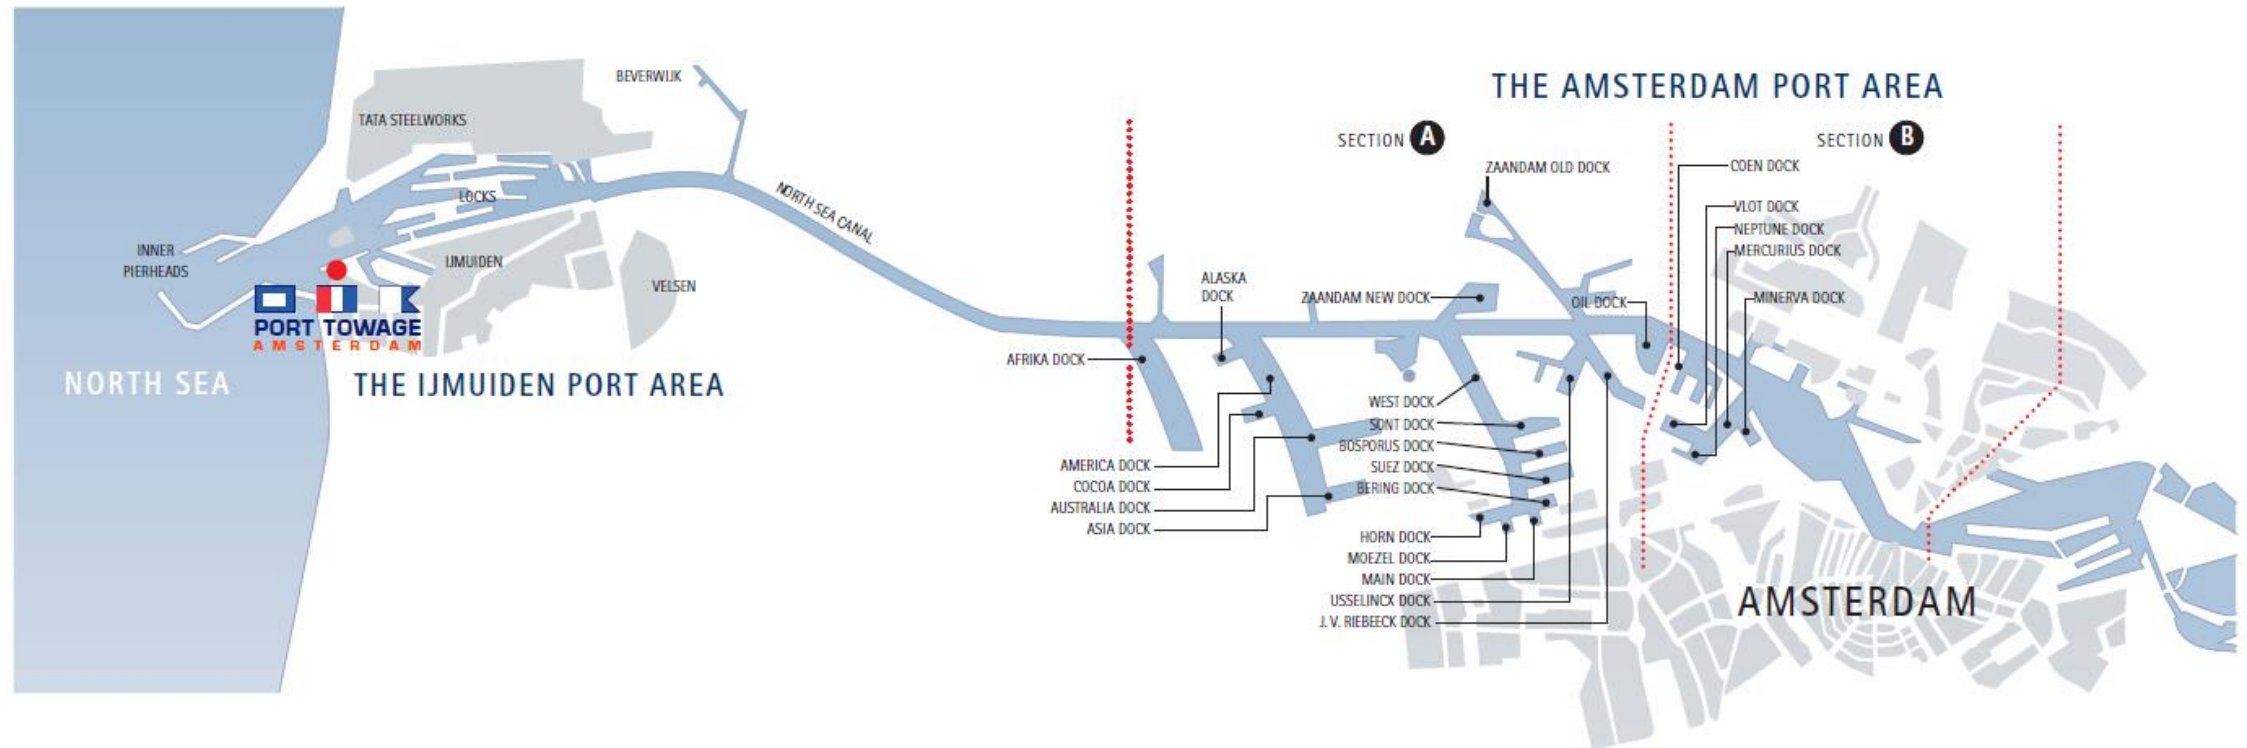 BEVERWIJK
THE AMSTERDAM PORT AREA
TATA STEELWORKS
SECTION A
SECTION B
ZAANDAM OLD DOCK
COEN DOCK
LOCKS
NORTH SEA CANAL
VLOT DOCK
NEPTUNE DOCK
MERCURIUS DOCK
INNER
PIERHEADS
IJMUIDEN
VELSEN
ALASKA
DOCK
ZAANDAM NEW DOCK
OIL DOCK
MINERVA DOCK
PORT TOWAGE
AMSTERDAM
AFRIKA DOCK
NORTH SEA
THE IJMUIDEN PORT AREA
WEST DOCK
SONT DOCK
BOSPORUS DOCK
SUEZ DOCK
BERING DOCK
AMERICA DOCK
COCOA DOCK
AUSTRALIA DOCK
ASIA DOCK
HORN DOCK
MOEZEL DOCK
MAIN DOCK
USSELINCX DOCK
J. V. RIEBEECK DOCK
AMSTERDAM